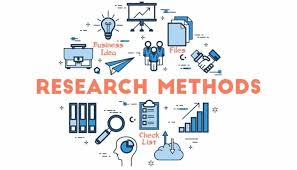 Business
Idea
Files
RESEARCH METHODS
Check
List